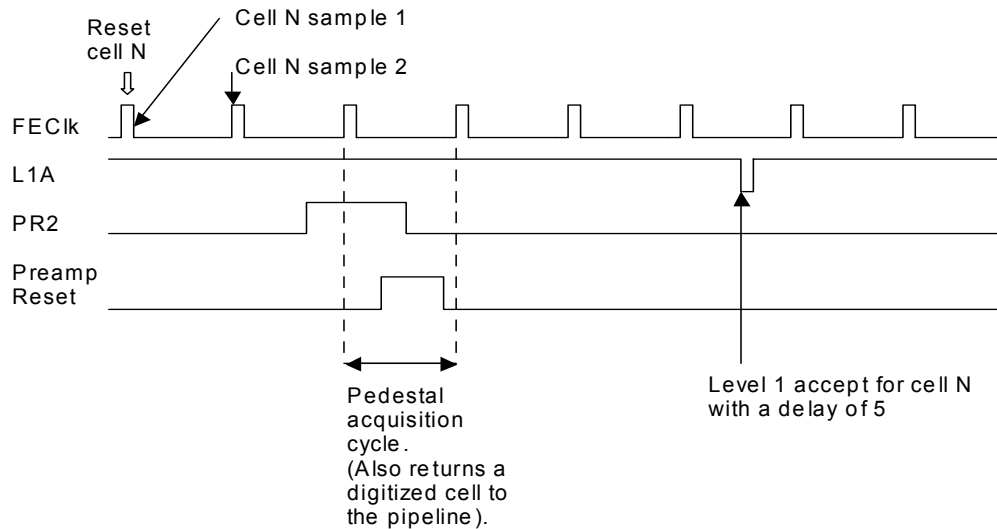 Reset
cell N
Cell N sample 1
Cell N sample 2
FEClk
L1A
PR2
Preamp
Reset
Pedestal
acquisition
cycle.
(Also returns a
digitized cell to
the pipeline).
Level 1 accept for cell N
with a delay of 5